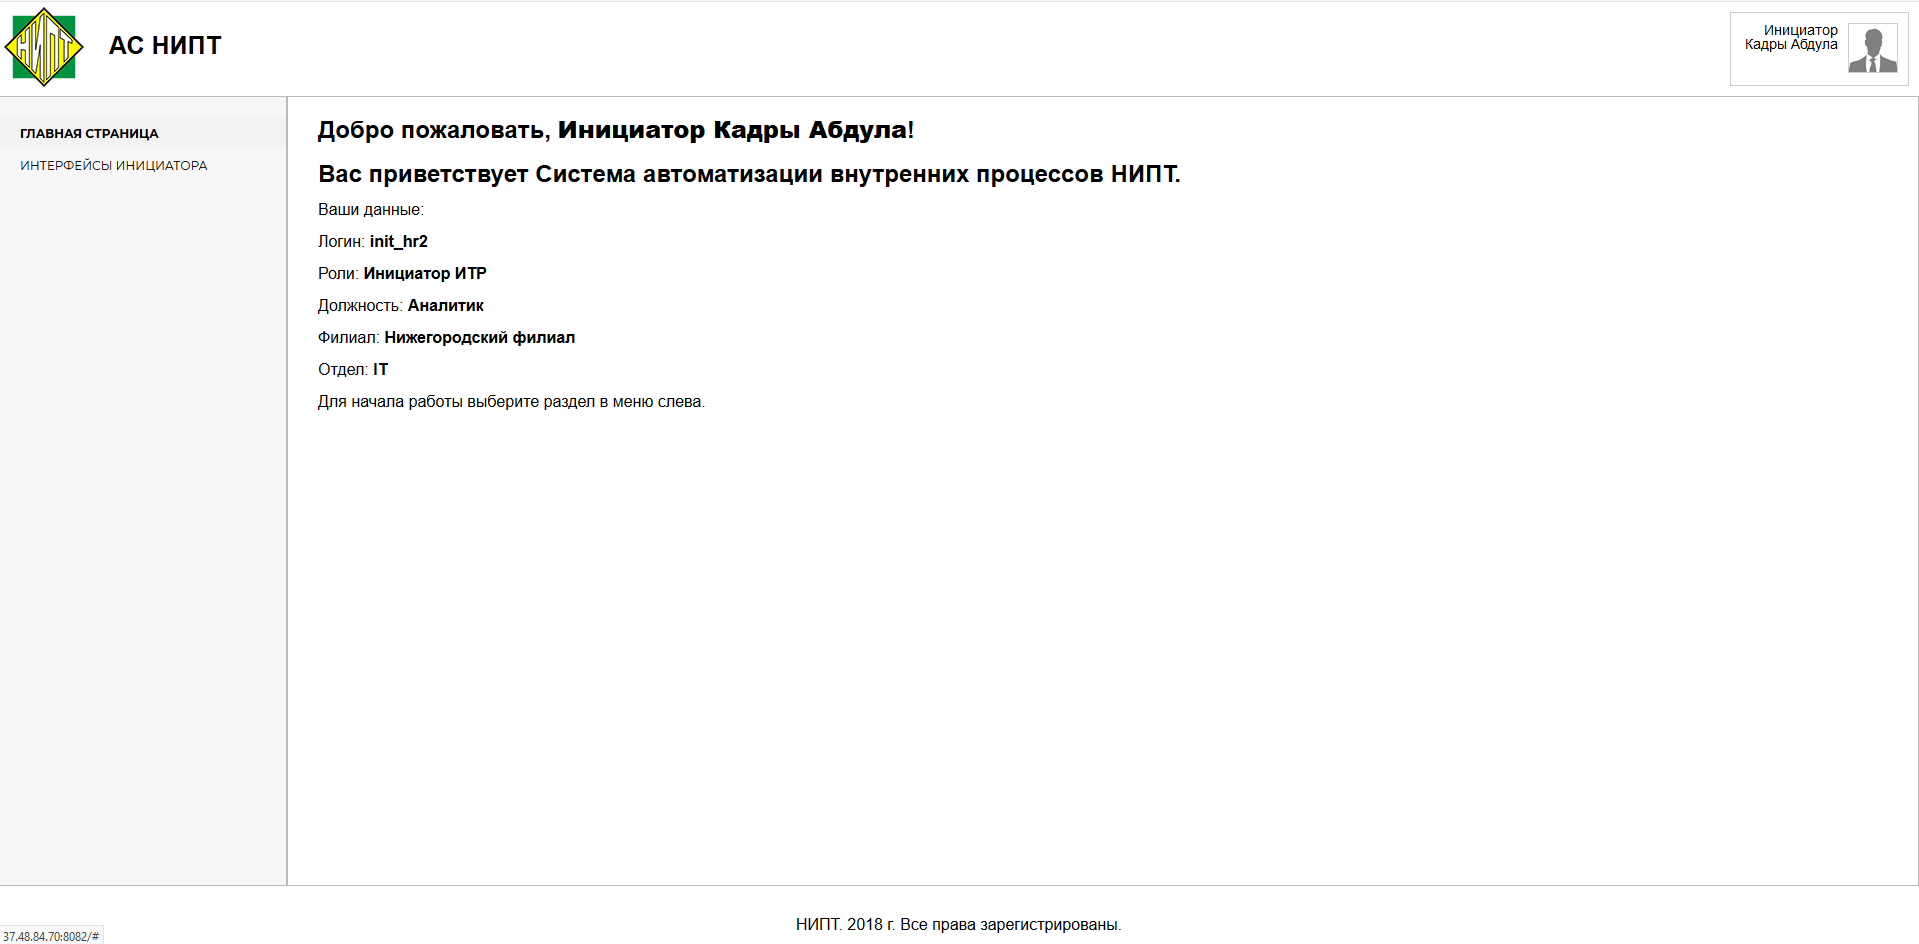 НИПТ
АС НИПТ
Инициатор
Кадры Абдула
ГЛАВНАЯ СТРАНИЦА
ИНТЕРФЕЙСЫ ИНИЦИАТОРА
Добро пожаловать, Инициатор Кадры Абдула!
Вас приветствует Система автоматизации внутренних процессов НИПТ.
Ваши данные:
Логин: init_hr2
Роли: Инициатор ИТР
Должность: Аналитик
Филиал: Нижегородский филиал
Отдел: IT
Для начала работы выберите раздел в меню слева.
НИПТ. 2018 г. Все права зарегистрированы.
37.48.84.70:8082/#